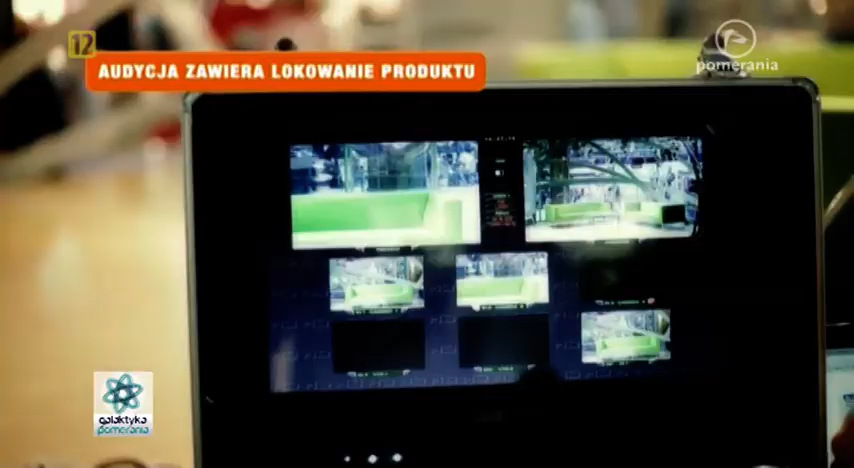 12
AUDYCJA ZAWIERA LOKOWANIE PRODUKTU
pomerania
galaktyka
pomerania